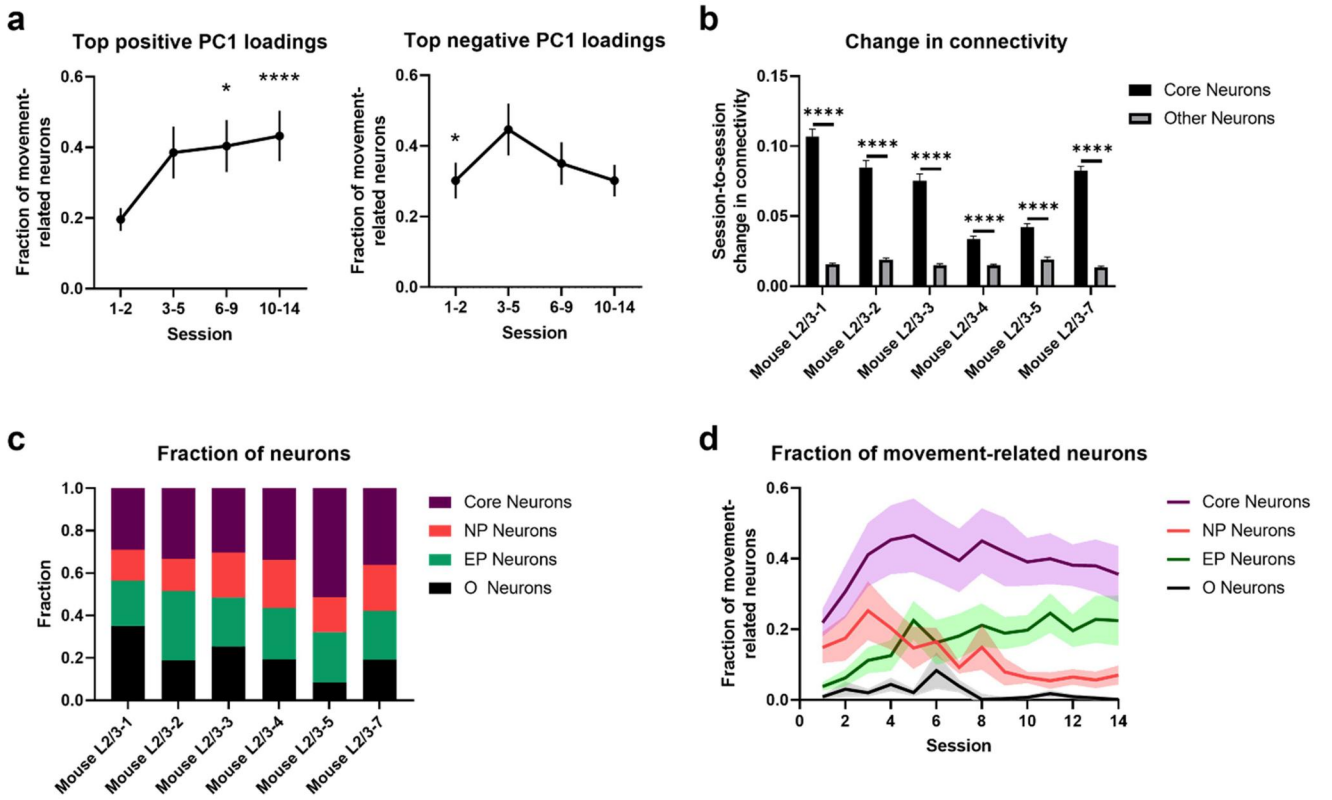 a
Top positive PC1 loadings
Fraction of movement-
related neurons
0.6
0.4
0.2
0.0
*
****
1-2
3-5
6-9
10-14
Session
Top negative PC1 loadings
Fraction of movement-
related neurons
0.6
0.4
0.2
0.0
*
1-2
3-5
6-9
10-14
Session
b
Change in connectivity
Session-to-session
change in connectivity
0.15
0.10
0.05
0.00
****
****
****
****
****
****
Mouse L2/3-1
Mouse L2/3-2
Mouse L2/3-3
Mouse L2/3-4
Mouse L2/3-5
Mouse L2/3-7
Core Neurons
Other Neurons
c
Fraction of neurons
Fraction
1.0
0.8
0.6
0.4
0.2
0.0
Mouse L2/3-1
Mouse L2/3-2
Mouse L2/3-3
Mouse L2/3-4
Mouse L2/3-5
Mouse L2/3-7
Core Neurons
NP Neurons
EP Neurons
O Neurons
d
Fraction of movement-related neurons
Fraction of movement-
related neurons
0.6
0.4
0.2
0.0
0
2
4
6
8
10
12
14
Session
Core Neurons
NP Neurons
EP Neurons
O Neurons